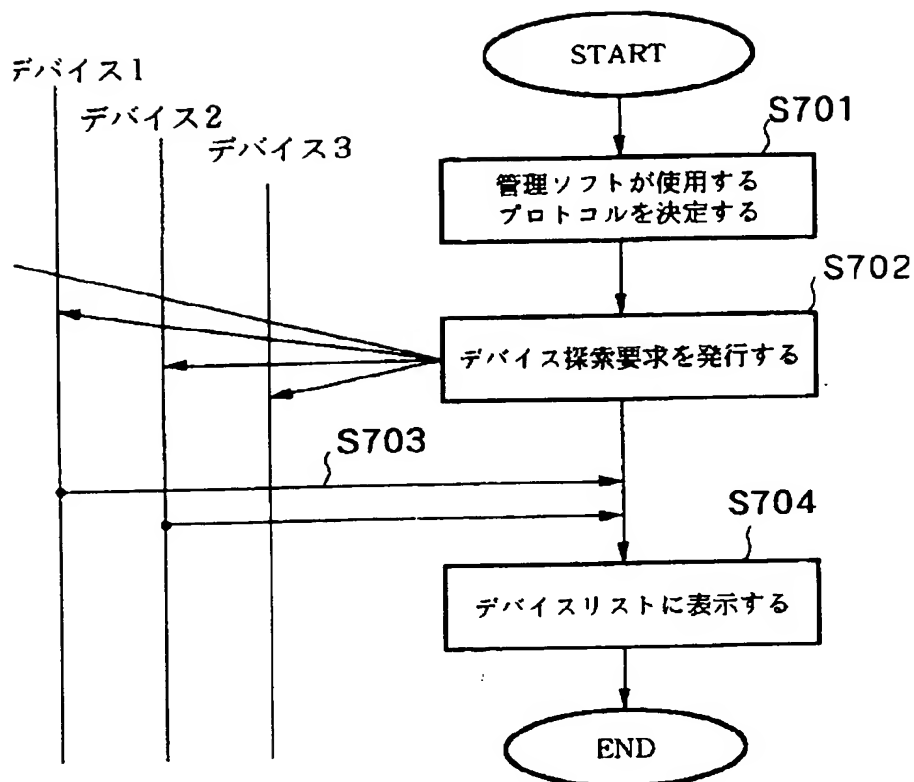 START
デバイス1
デバイス2
デバイス3
S701
管理ソフトが使用する
プロトコルを決定する
S702
デバイス探索要求を発行する
S703
S704
デバイスリストに表示する
END